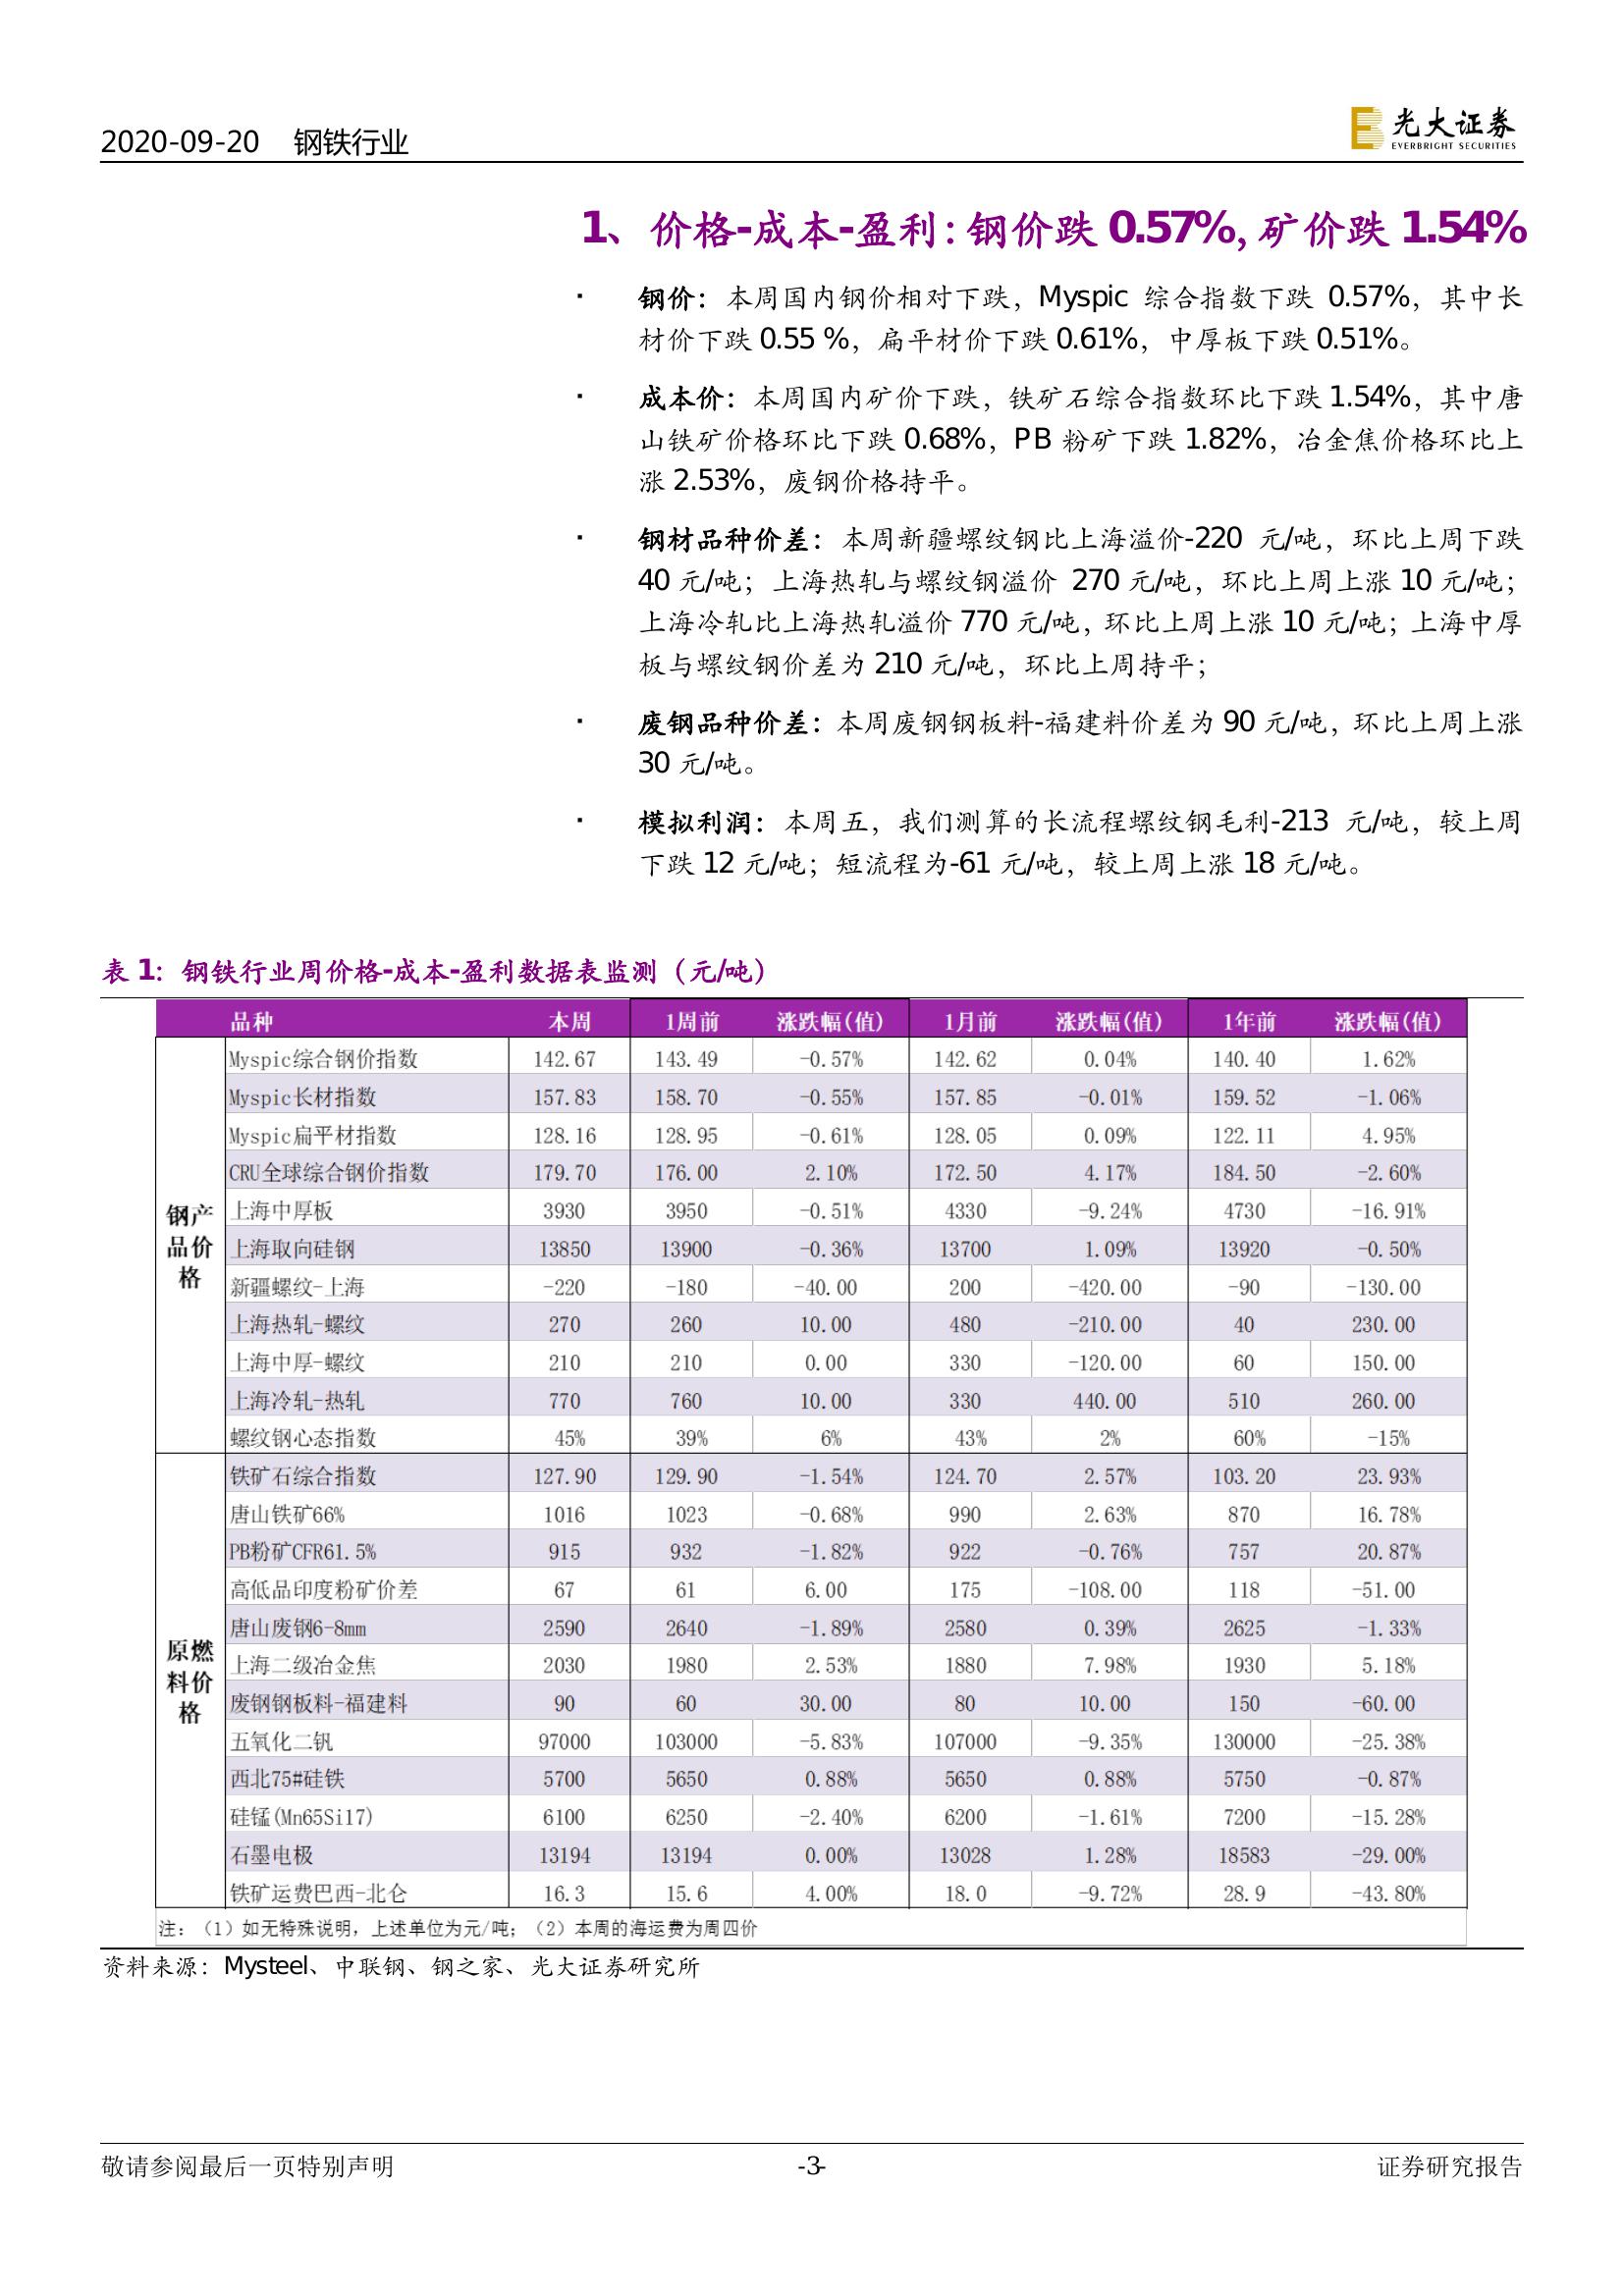 2020-09-20 钢铁行业
光大证券
EVERBRIGHT SECURITIES
1、价格-成本-盈利:钢价跌 0.57%,矿价跌 1.54%
▪ 钢价：本周国内钢价相对下跌，Myspic 综合指数下跌 0.57%，其中长
材价下跌 0.55 %，扁平材价下跌 0.61%，中厚板下跌 0.51%。
▪ 成本价：本周国内矿价下跌，铁矿石综合指数环比下跌 1.54%，其中唐
山铁矿价格环比下跌 0.68%，PB 粉矿下跌 1.82%，冶金焦价格环比上
涨 2.53%，废钢价格持平。
▪ 钢材品种价差：本周新疆螺纹钢比上海溢价-220 元/吨，环比上周下跌
40 元/吨；上海热轧与螺纹钢溢价 270 元/吨，环比上周上涨 10 元/吨；
上海冷轧比上海热轧溢价 770 元/吨，环比上周上涨 10 元/吨；上海中厚
板与螺纹钢价差为 210 元/吨，环比上周持平；
▪ 废钢品种价差：本周废钢钢板料-福建料价差为 90 元/吨，环比上周上涨
30 元/吨。
▪ 模拟利润：本周五，我们测算的长流程螺纹钢毛利-213 元/吨，较上周
下跌 12 元/吨；短流程为-61 元/吨，较上周上涨 18 元/吨。
表 1：钢铁行业周价格-成本-盈利数据表监测（元/吨）
品种 本周 1周前 涨跌幅(值) 1月前 涨跌幅(值) 1年前 涨跌幅(值)
钢产品价格
Myspic综合钢价指数 142.67 143.49 -0.57% 142.62 0.04% 140.40 1.62%
Myspic长材指数 157.83 158.70 -0.55% 157.85 -0.01% 159.52 -1.06%
Myspic扁平材指数 128.16 128.95 -0.61% 128.05 0.09% 122.11 4.95%
CRU全球综合钢价指数 179.70 176.00 2.10% 172.50 4.17% 184.50 -2.60%
上海中厚板 3930 3950 -0.51% 4330 -9.24% 4730 -16.91%
上海取向硅钢 13850 13900 -0.36% 13700 1.09% 13920 -0.50%
新疆螺纹-上海 -220 -180 -40.00 200 -420.00 -90 -130.00
上海热轧-螺纹 270 260 10.00 480 -210.00 40 230.00
上海中厚-螺纹 210 210 0.00 330 -120.00 60 150.00
上海冷轧-热轧 770 760 10.00 330 440.00 510 260.00
螺纹钢心态指数 45% 39% 6% 43% 2% 60% -15%
原燃料价格
铁矿石综合指数 127.90 129.90 -1.54% 124.70 2.57% 103.20 23.93%
唐山铁矿66% 1016 1023 -0.68% 990 2.63% 870 16.78%
PB粉矿CFR61.5% 915 932 -1.82% 922 -0.76% 757 20.87%
高低品印度粉矿价差 67 61 6.00 175 -108.00 118 -51.00
唐山废钢6-8mm 2590 2640 -1.89% 2580 0.39% 2625 -1.33%
上海二级冶金焦 2030 1980 2.53% 1880 7.98% 1930 5.18%
废钢钢板料-福建料 90 60 30.00 80 10.00 150 -60.00
五氧化二钒 97000 103000 -5.83% 107000 -9.35% 130000 -25.38%
西北75#硅铁 5700 5650 0.88% 5650 0.88% 5750 -0.87%
硅锰(Mn65Si17) 6100 6250 -2.40% 6200 -1.61% 7200 -15.28%
石墨电极 13194 13194 0.00% 13028 1.28% 18583 -29.00%
铁矿运费巴西-北仑 16.3 15.6 4.00% 18.0 -9.72% 28.9 -43.80%
注：（1）如无特殊说明，上述单位为元/吨；（2）本周的海运费为周四价
资料来源：Mysteel、中联钢、钢之家、光大证券研究所
敬请参阅最后一页特别声明 -3- 证券研究报告